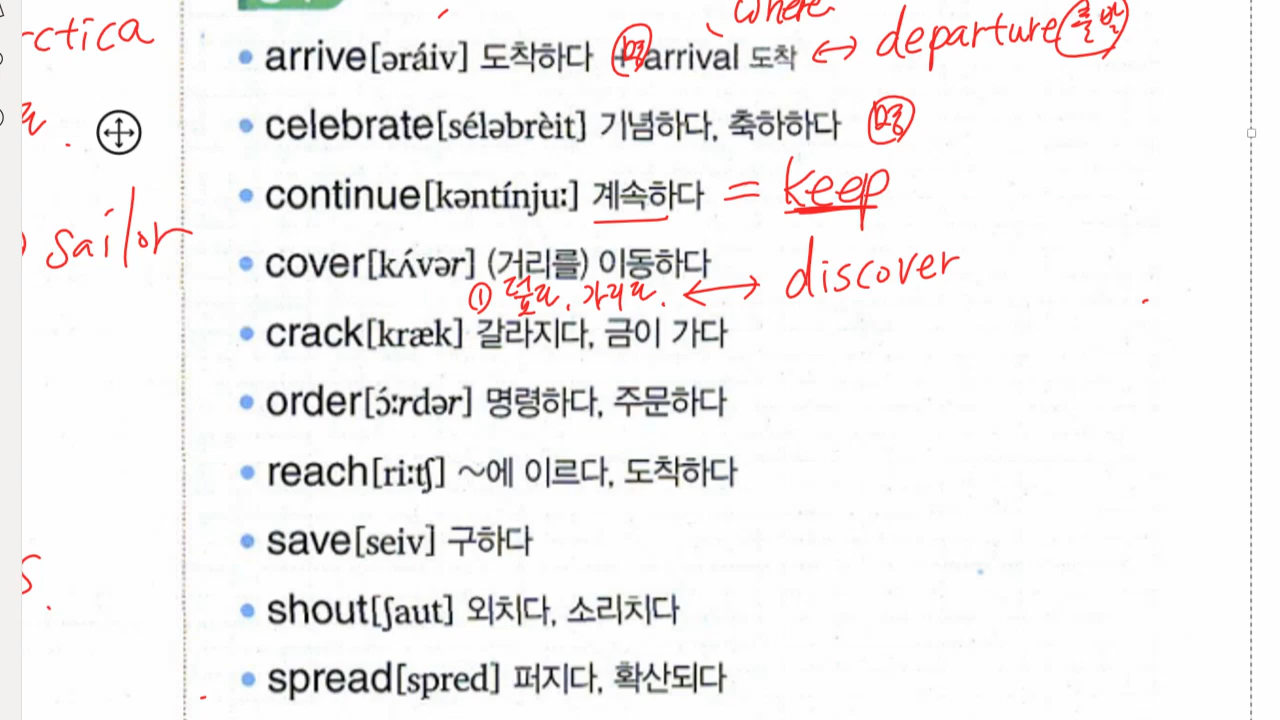 where
rctica
arrive[əráiv] 도착하다 명 arrival 도착 ↔ departure 출발
celebrate[séləbrèit] 기념하다, 축하하다 명
continue[kəntínjuː] 계속하다 = keep
sailor
cover[kʌ́vər] (거리를) 이동하다
① 덮다. 가리다. ↔ discover
crack[kræk] 갈라지다, 금이 가다
order[ɔ́ːrdər] 명령하다, 주문하다
reach[riːtʃ] ～에 이르다, 도착하다
save[seiv] 구하다
shout[ʃaut] 외치다, 소리치다
spread[spred] 퍼지다, 확산되다